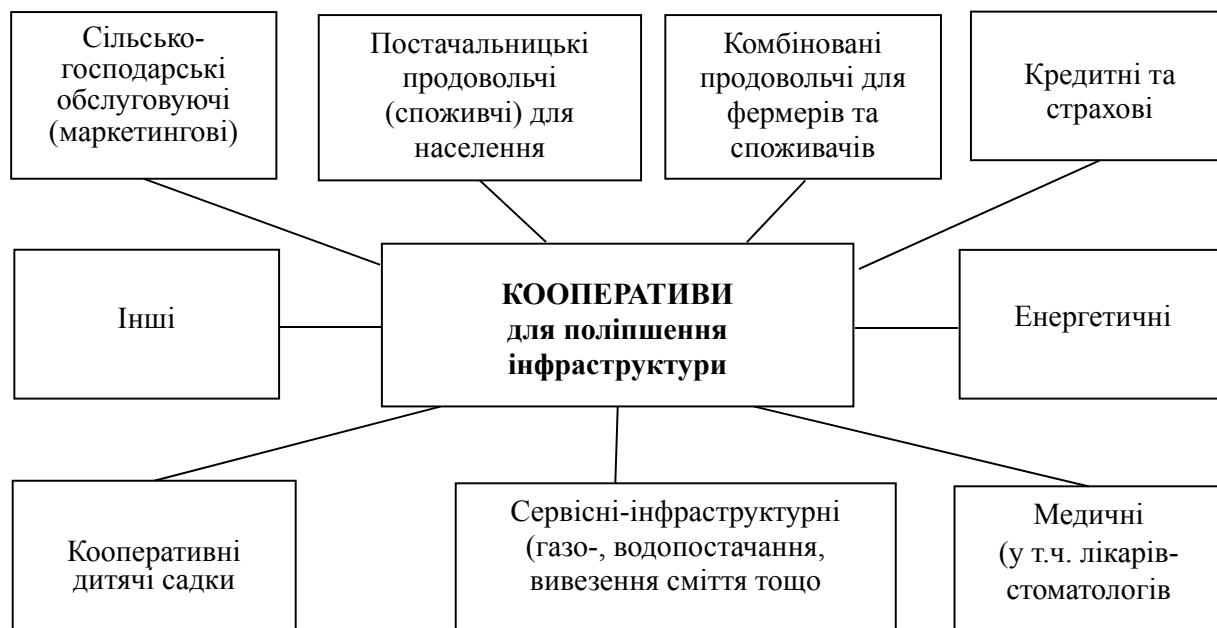 Сільсько-
господарські
обслуговуючі
(маркетингові)
Постачальницькі
продовольчі
(споживчі) для
населення
Комбіновані
продовольчі для
фермерів та
споживачів
Кредитні та
страхові
Інші
КООПЕРАТИВИ
для поліпшення
інфраструктури
Енергетичні
Кооперативні
дитячі садки
Сервісні-інфраструктурні
(газо-, водопостачання,
вивезення сміття тощо
Медичні
(у т.ч. лікарів-
стоматологів